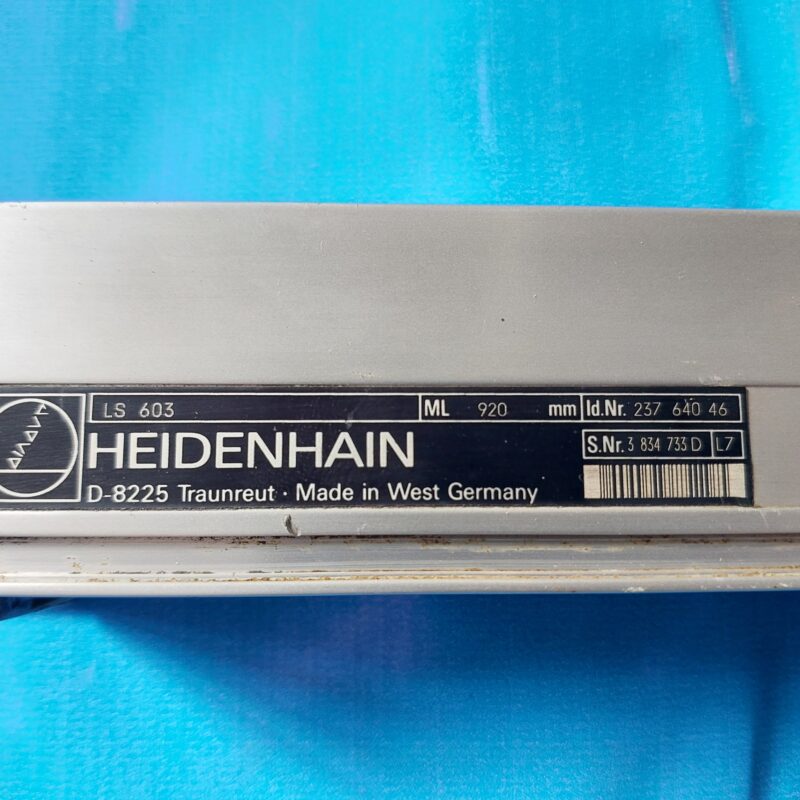 LS 603 ML 920 mm Id.Nr. 237 640 46
HEIDENHAIN S.Nr. 3 834 733 D L7
D-8225 Traunreut · Made in West Germany